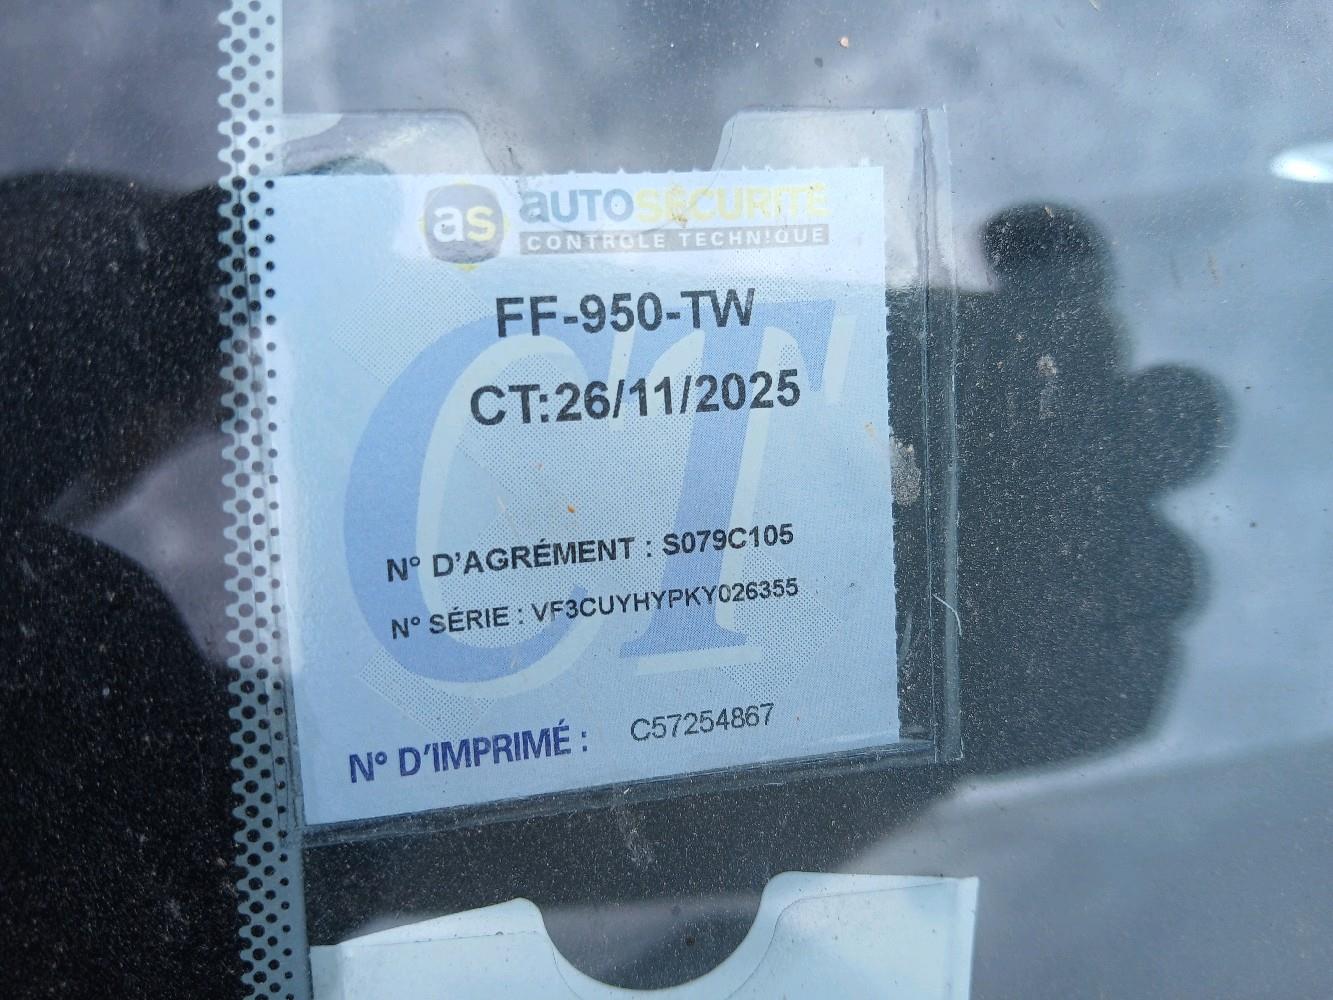 as aUTOSÉCURITÉ
CONTRÔLE TECHNIQUE
FF-950-TW
CT:26/11/2025
N° D'AGRÉMENT : S079C105
N° SÉRIE : VF3CUYHYPKY026355
N° D'IMPRIMÉ : C57254867
CT